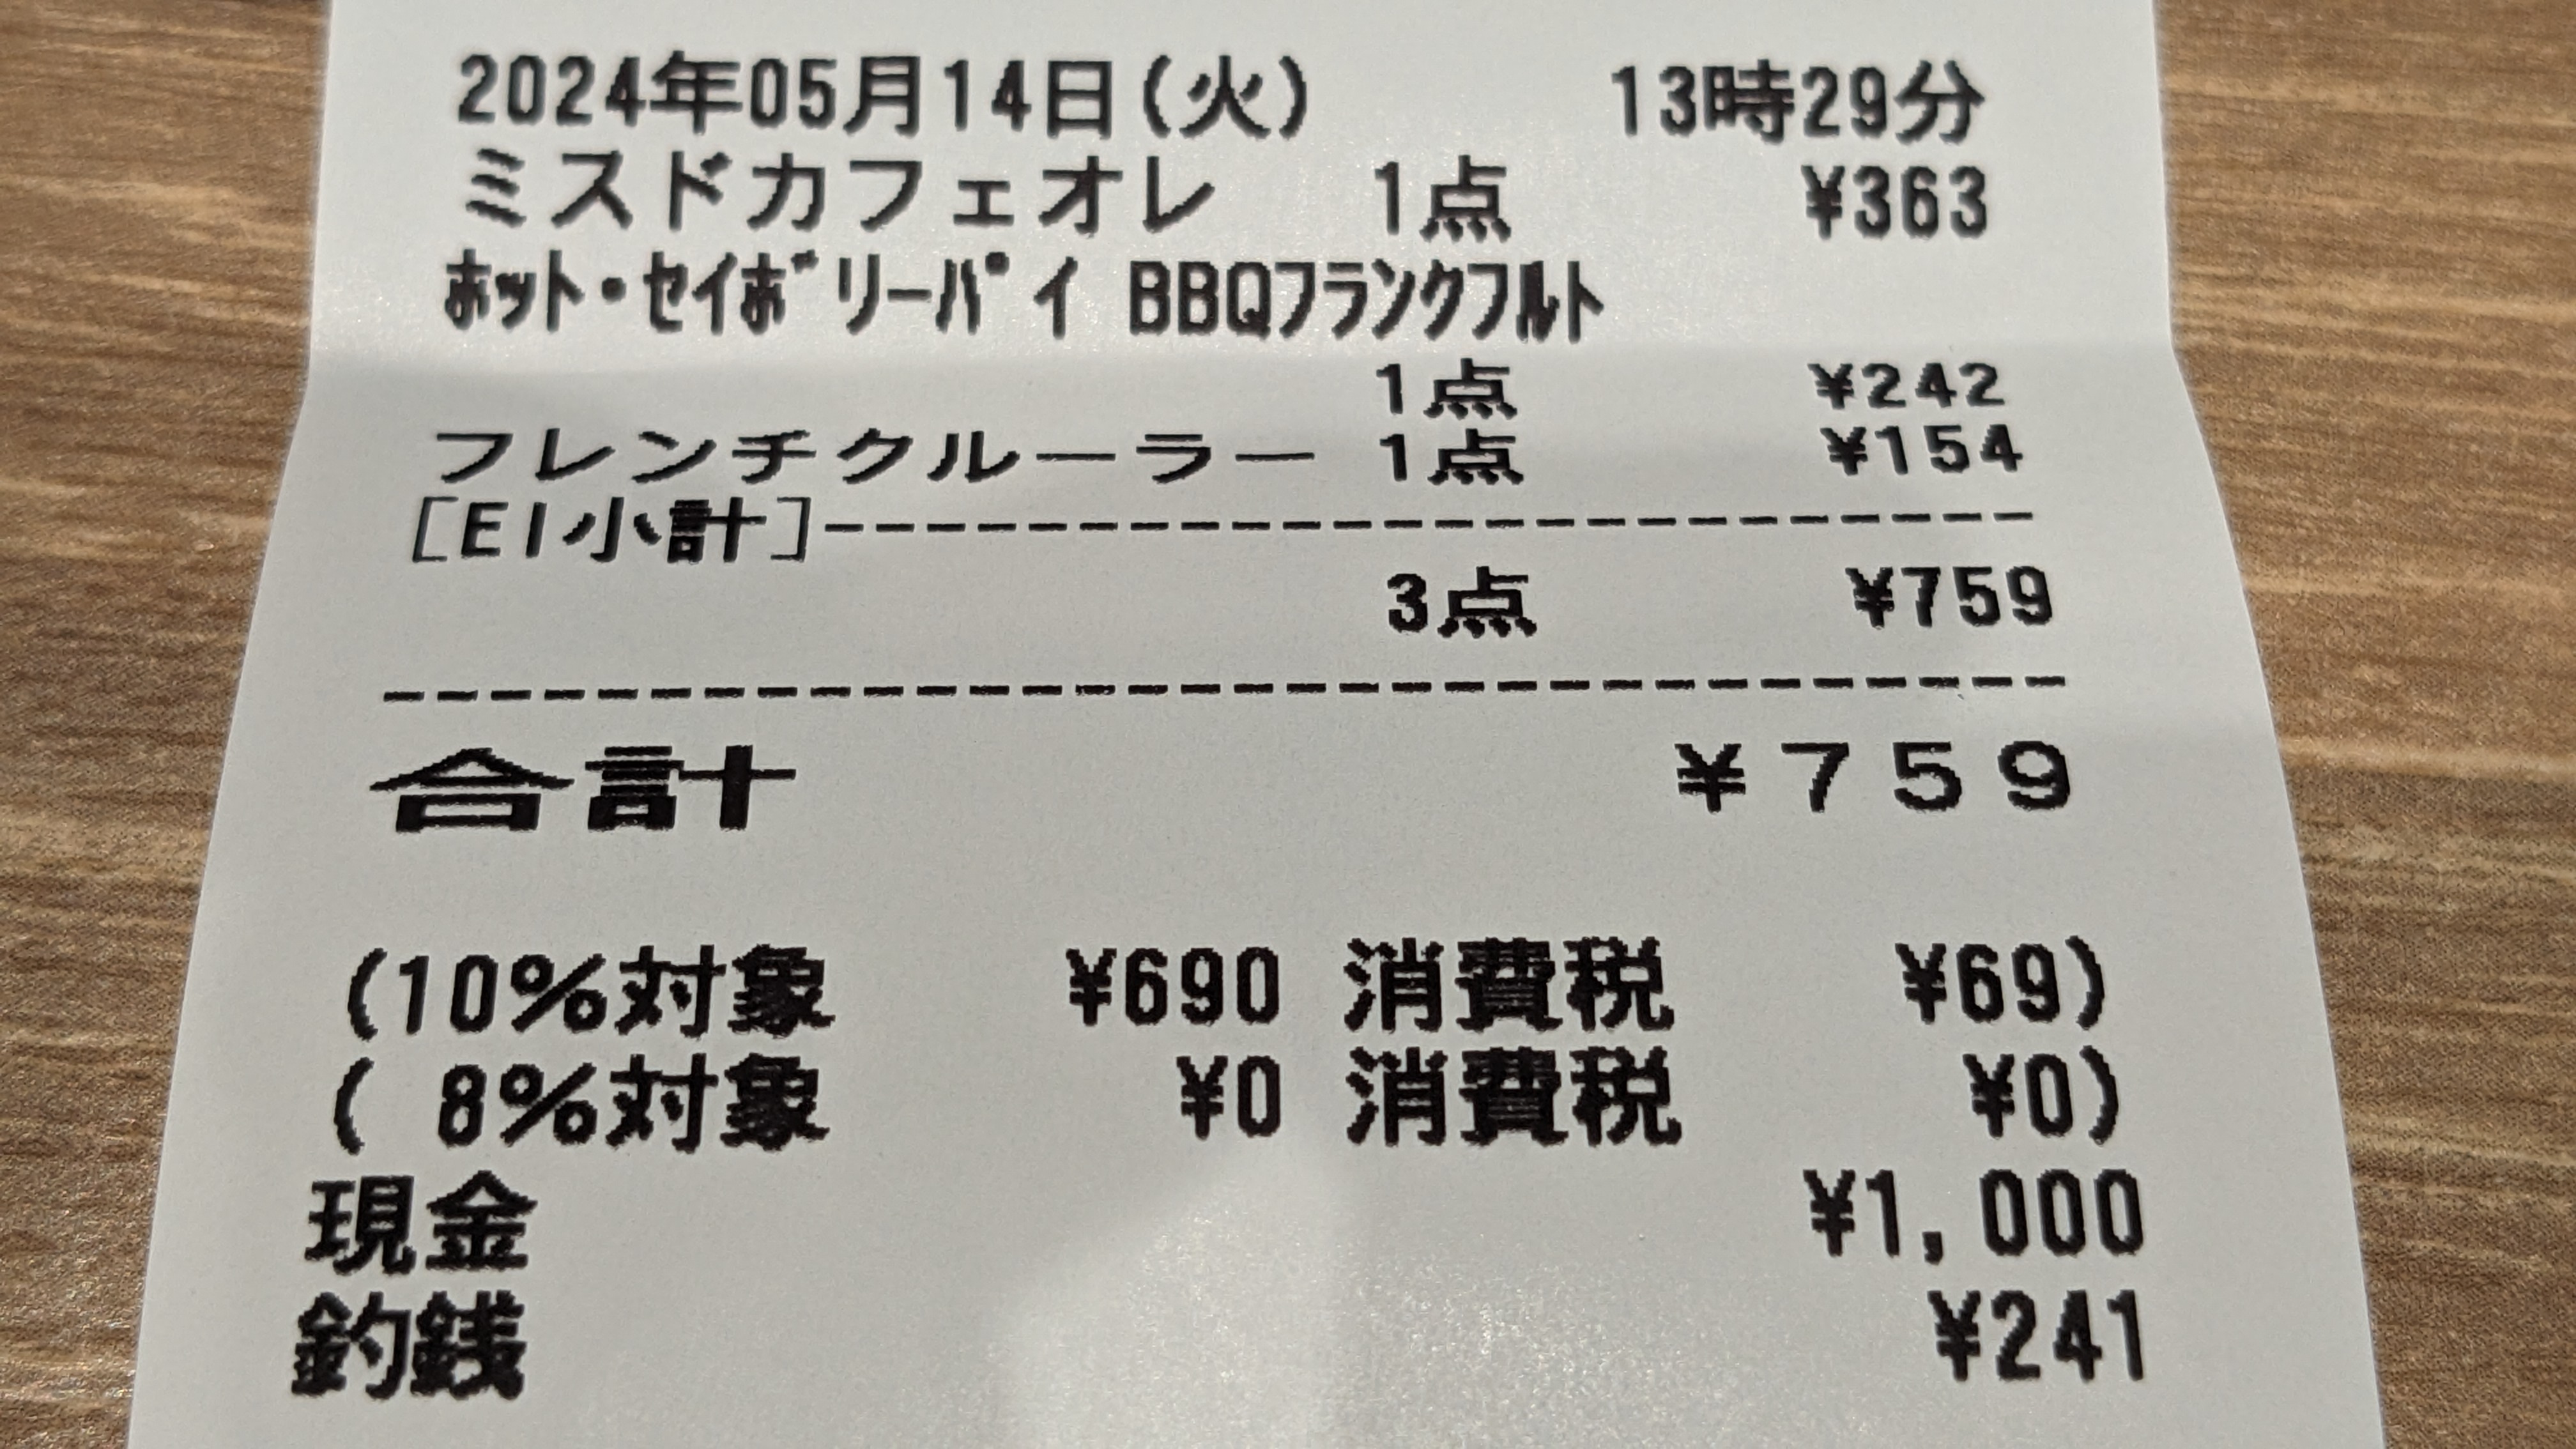 2024年05月14日(火) 13時29分
ミスドカフェオレ 1点 ¥363
ホット・セイボリーパイ BBQフランクフルト
1点 ¥242
フレンチクルーラー 1点 ¥154
[EI小計]--------------------------
3点 ¥759
--------------------------------
合計 ¥759
(10%対象 ¥690 消費税 ¥69)
( 8%対象 ¥0 消費税 ¥0)
現金 ¥1,000
釣銭 ¥241